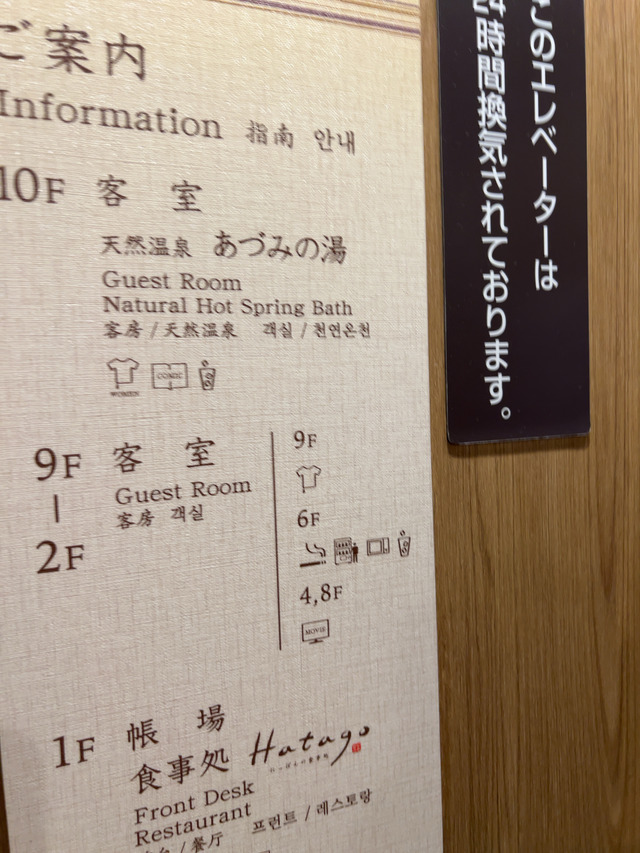 ご案内
Information 指南 안내
10F 客室
天然温泉 あづみの湯
Guest Room
Natural Hot Spring Bath
客房/天然温泉 객실/천연온천
WOMEN
COMIC
9F 客室
Guest Room
客房 객실
2F
9F
6F
4,8F
MOVIE
1F 帳場
食事処 Hatago
Front Desk
Restaurant
/餐厅 프런트/레스토랑
このエレベーターは
24時間換気されております。